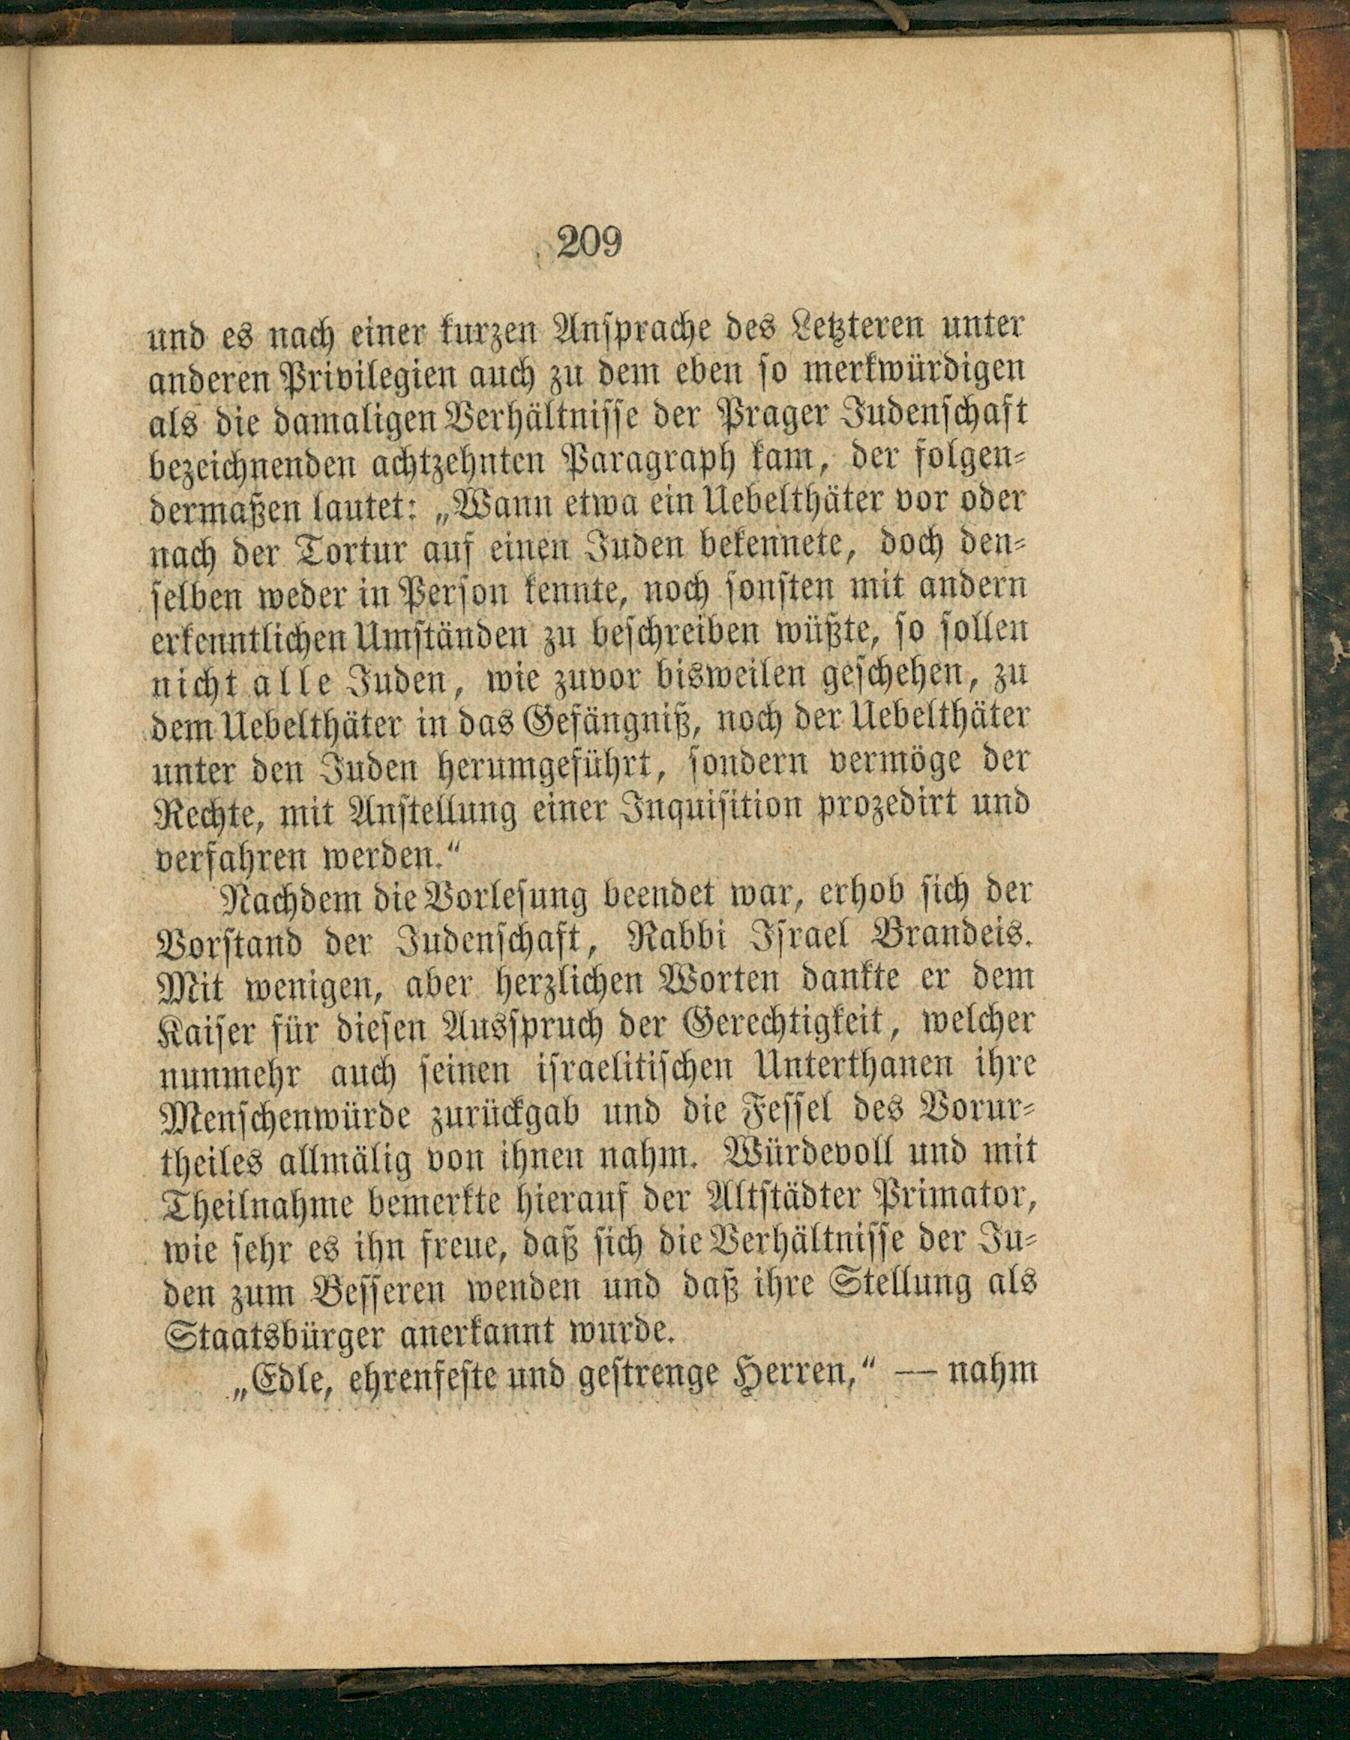 209
und es nach einer kurzen Ansprache des Letzteren unter
anderen Privilegien auch zu dem eben so merkwürdigen
als die damaligen Verhältnisse der Prager Judenschaft
bezeichnenden achtzehnten Paragraph kam, der folgen-
dermaßen lautet: „Wann etwa ein Uebelthäter vor oder
nach der Tortur auf einen Juden bekennete, doch den-
selben weder in Person kennte, noch sonsten mit andern
erkenntlichen Umständen zu beschreiben wüßte, so sollen
nicht alle Juden, wie zuvor bisweilen geschehen, zu
dem Uebelthäter in das Gefängniß, noch der Uebelthäter
unter den Juden herumgeführt, sondern vermöge der
Rechte, mit Anstellung einer Inquisition prozedirt und
verfahren werden.“
Nachdem die Vorlesung beendet war, erhob sich der
Vorstand der Judenschaft, Rabbi Israel Brandeis.
Mit wenigen, aber herzlichen Worten dankte er dem
Kaiser für diesen Ausspruch der Gerechtigkeit, welcher
nunmehr auch seinen israelitischen Unterthanen ihre
Menschenwürde zurückgab und die Fessel des Vorur-
theiles allmälig von ihnen nahm. Würdevoll und mit
Theilnahme bemerkte hierauf der Altstädter Primator,
wie sehr es ihn freue, daß sich die Verhältnisse der Ju-
den zum Besseren wenden und daß ihre Stellung als
Staatsbürger anerkannt wurde.
„Edle, ehrenfeste und gestrenge Herren,“ — nahm